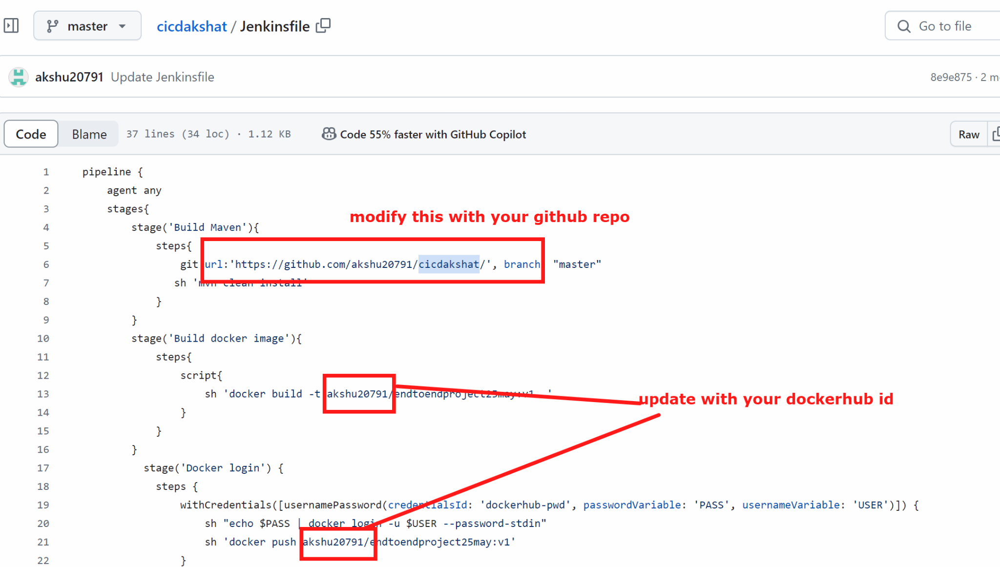 master cicdakshat / Jenkinsfile Go to file
akshu20791 Update Jenkinsfile 8e9e875 · 2
Code Blame 37 lines (34 loc) · 1.12 KB Code 55% faster with GitHub Copilot Raw
1 pipeline {
2 agent any
3 stages{
modify this with your github repo
4 stage('Build Maven'){
5 steps{
6 git url:'https://github.com/akshu20791/cicdakshat/', branch "master"
7 sh 'mvn clean install'
8 }
9 }
10 stage('Build docker image'){
11 steps{
12 script{
13 sh 'docker build -t akshu20791/endtoendproject25may:v1 '
update with your dockerhub id
14 }
15 }
16 }
17 stage('Docker login') {
18 steps {
19 withCredentials([usernamePassword(credentialsId: 'dockerhub-pwd', passwordVariable: 'PASS', usernameVariable: 'USER')]) {
20 sh "echo $PASS | docker login -u $USER --password-stdin"
21 sh 'docker push akshu20791/endtoendproject25may:v1'
22 }